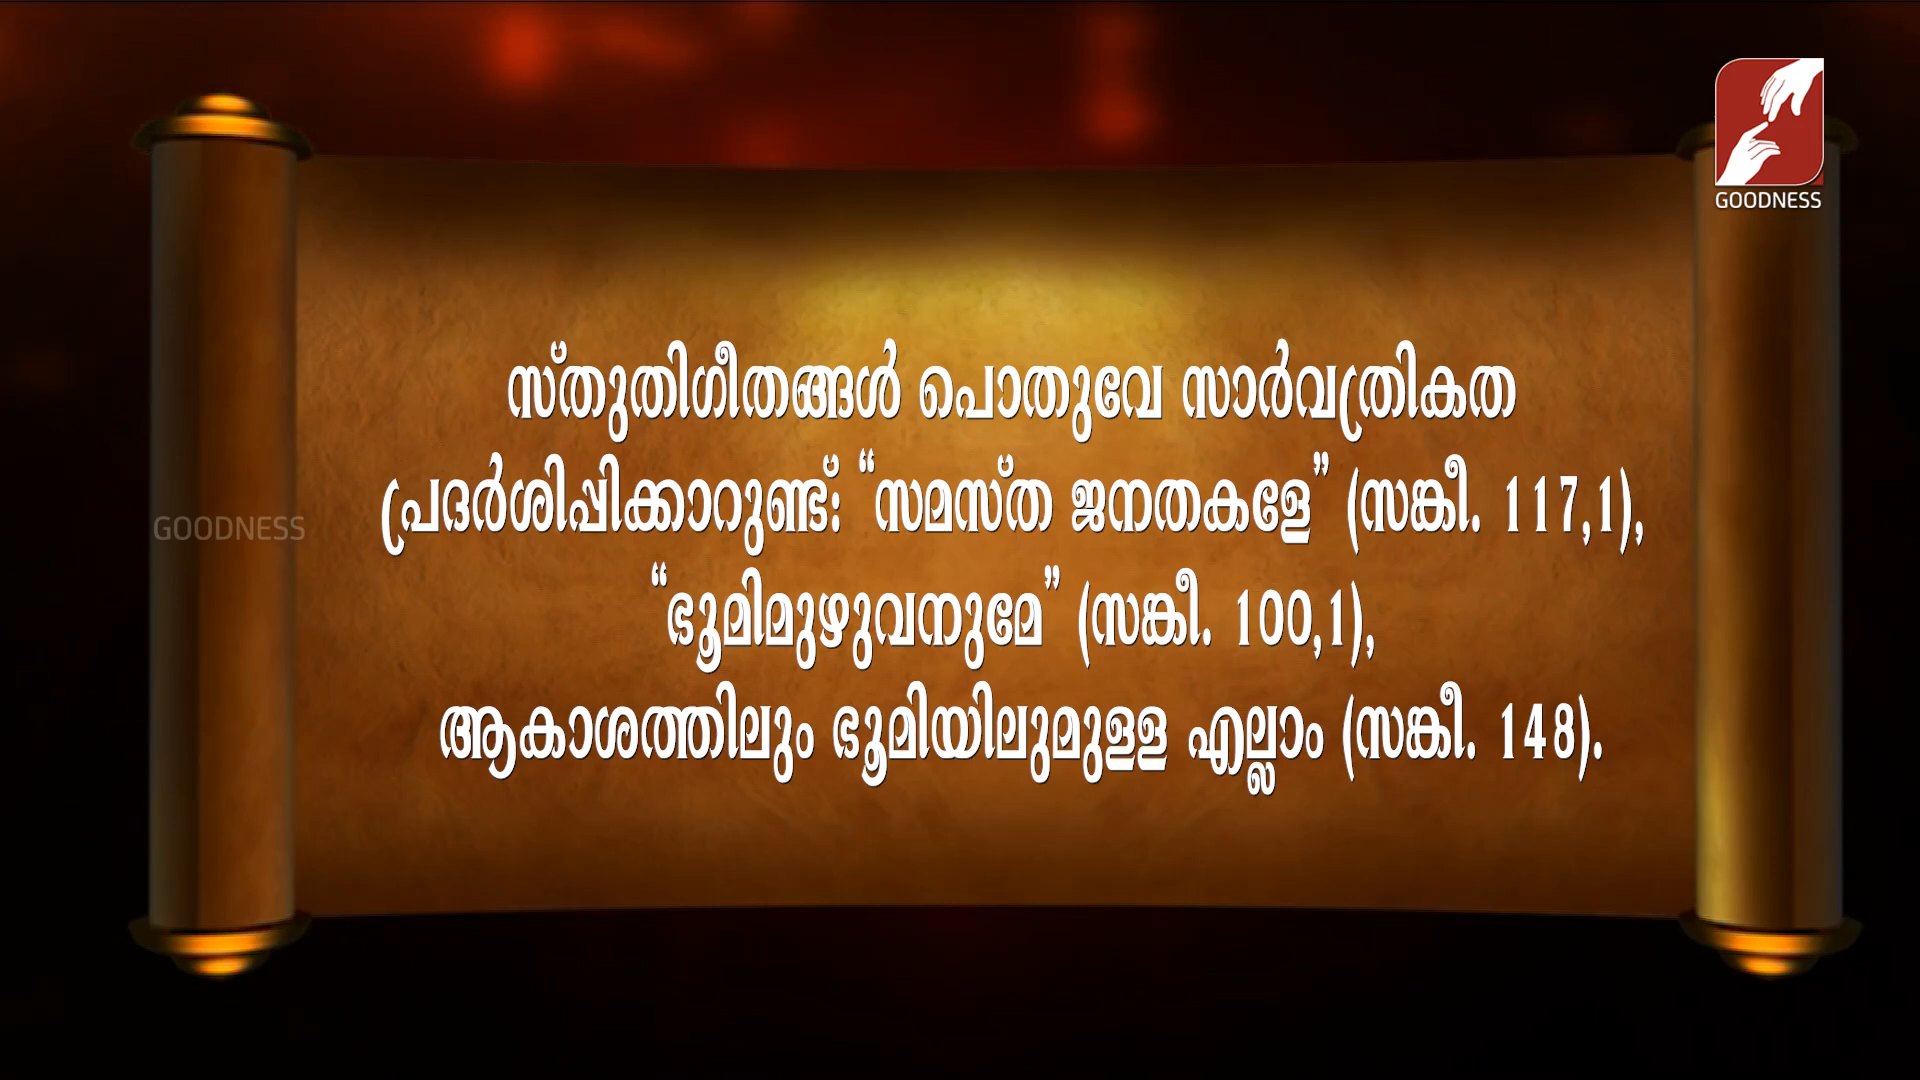 GOODNESS
സ്തുതിഗീതങ്ങൾ പൊതുവേ സാർവത്രികത
പ്രദർശിപ്പിക്കാറുണ്ട്: “സമസ്ത ജനതകളേ” (സങ്കീ. 117,1),
GOODNESS
“ഭൂമിമുഴുവനുമേ” (സങ്കീ. 100,1),
ആകാശത്തിലും ഭൂമിയിലുമുള്ള എല്ലാം (സങ്കീ. 148).